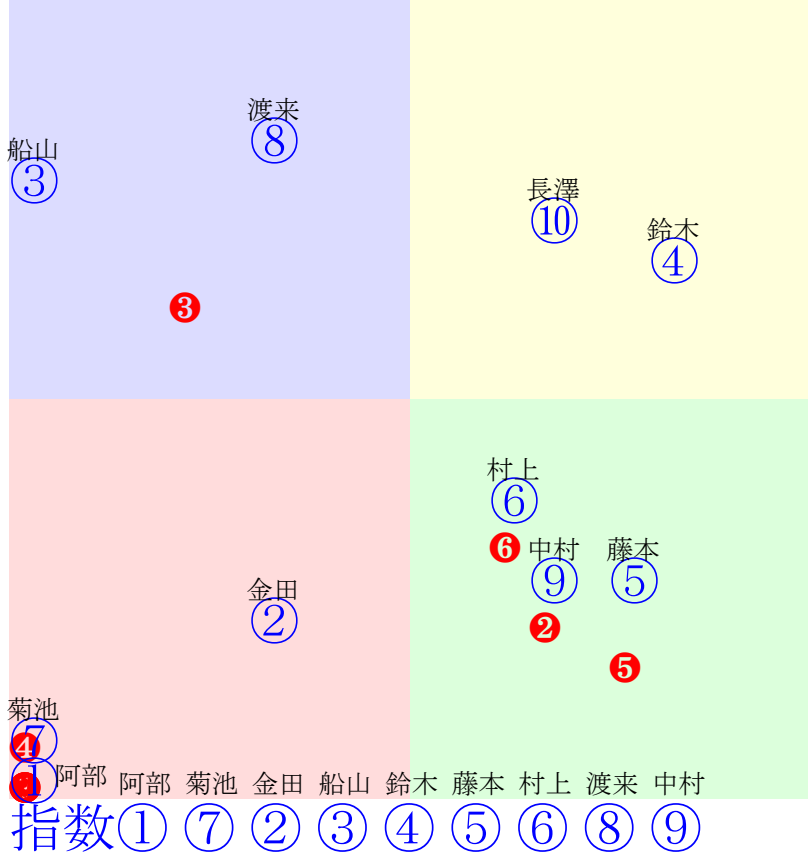 渡来
⑧
船山
③
長澤
⑩
鈴木
④
❸
村上
⑥
❻
中村
⑨
藤本
⑤
金田
②
❷
❺
菊池
⑦
❹
①
阿部
阿部 菊池 金田 船山 鈴木 藤本 村上 渡来 中村
指数①⑦②③④⑤⑥⑧⑨